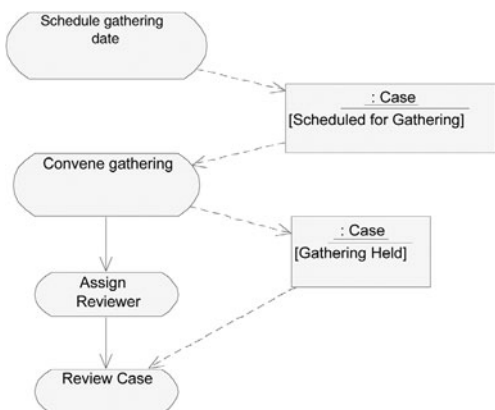 Schedule gathering
date
: Case
[Scheduled for Gathering]
Convene gathering
: Case
[Gathering Held]
Assign
Reviewer
Review Case